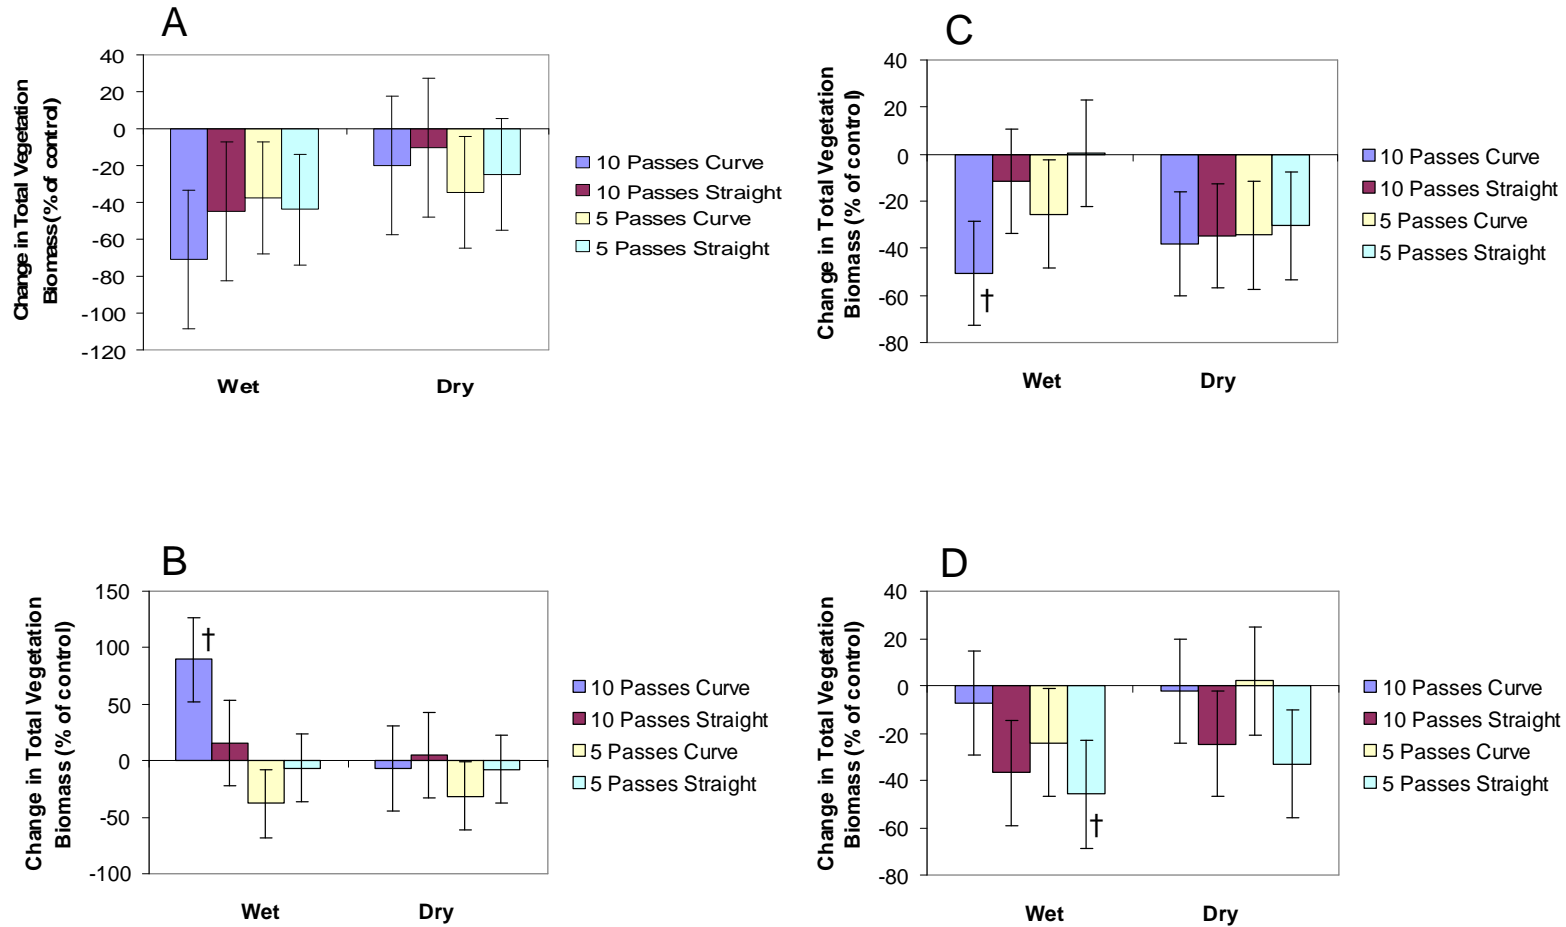 A
Change in Total Vegetation
Biomass (% of control)
40
20
0
-20
-40
-60
-80
-100
-120
Wet
Dry
10 Passes Curve
10 Passes Straight
5 Passes Curve
5 Passes Straight
C
Change in Total Vegetation
Biomass (% of control)
40
20
0
-20
-40
-60
-80
†
Wet
Dry
10 Passes Curve
10 Passes Straight
5 Passes Curve
5 Passes Straight
B
Change in Total Vegetation
Biomass (% of control)
150
100
50
0
-50
-100
†
Wet
Dry
10 Passes Curve
10 Passes Straight
5 Passes Curve
5 Passes Straight
D
Change in Total Vegetation
Biomass (% of control)
40
20
0
-20
-40
-60
-80
†
Wet
Dry
10 Passes Curve
10 Passes Straight
5 Passes Curve
5 Passes Straight